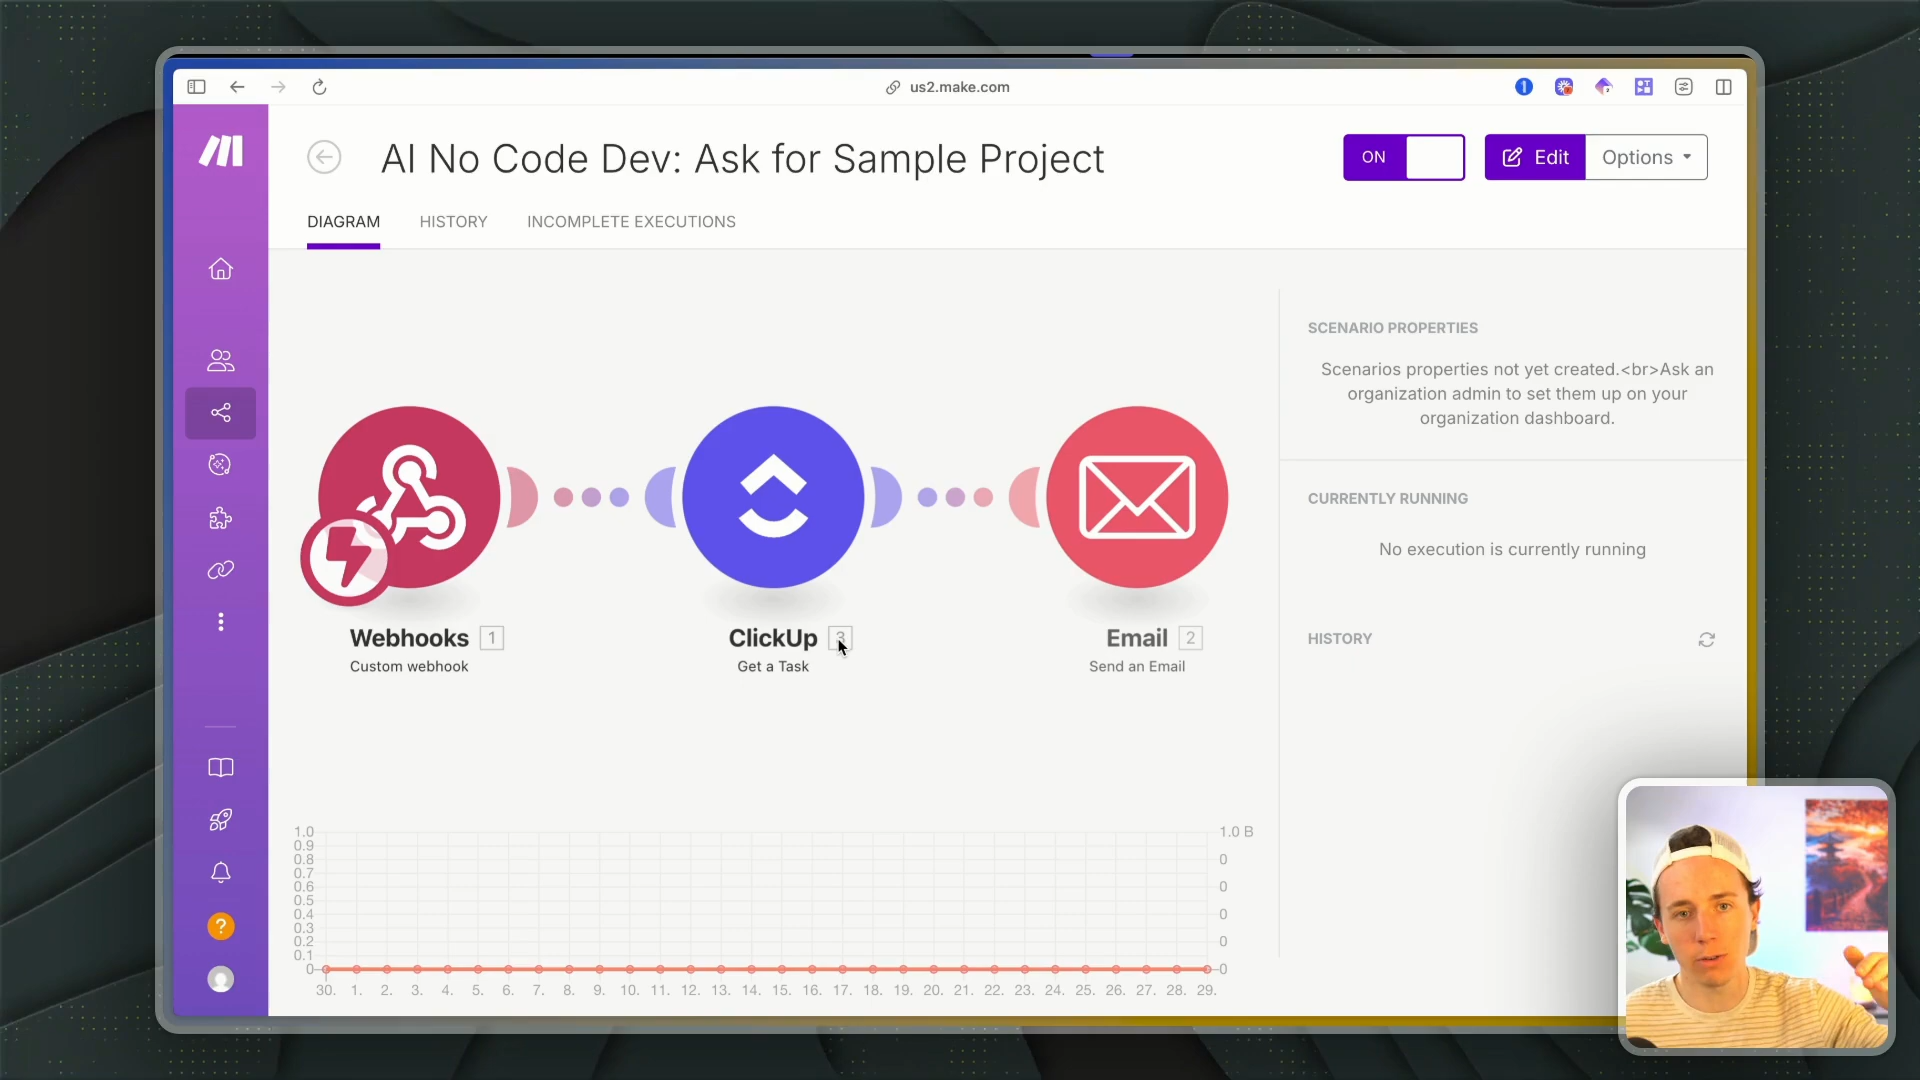 us2.make.com
AI No Code Dev: Ask for Sample Project
ON
Edit
Options
DIAGRAM
HISTORY
INCOMPLETE EXECUTIONS
SCENARIO PROPERTIES
Scenarios properties not yet created.<br>Ask an
organization admin to set them up on your
organization dashboard.
CURRENTLY RUNNING
No execution is currently running
HISTORY
Webhooks 1
Custom webhook
ClickUp 3
Get a Task
Email 2
Send an Email
?
1.0
0.9
0.8
0.7
0.6
0.5
0.4
0.3
0.2
0.1
0
1.0 B
0
0
0
0
0
30. 1. 2. 3. 4. 5. 6. 7. 8. 9. 10. 11. 12. 13. 14. 15. 16. 17. 18. 19. 20. 21. 22. 23. 24. 25. 26. 27. 28. 29.